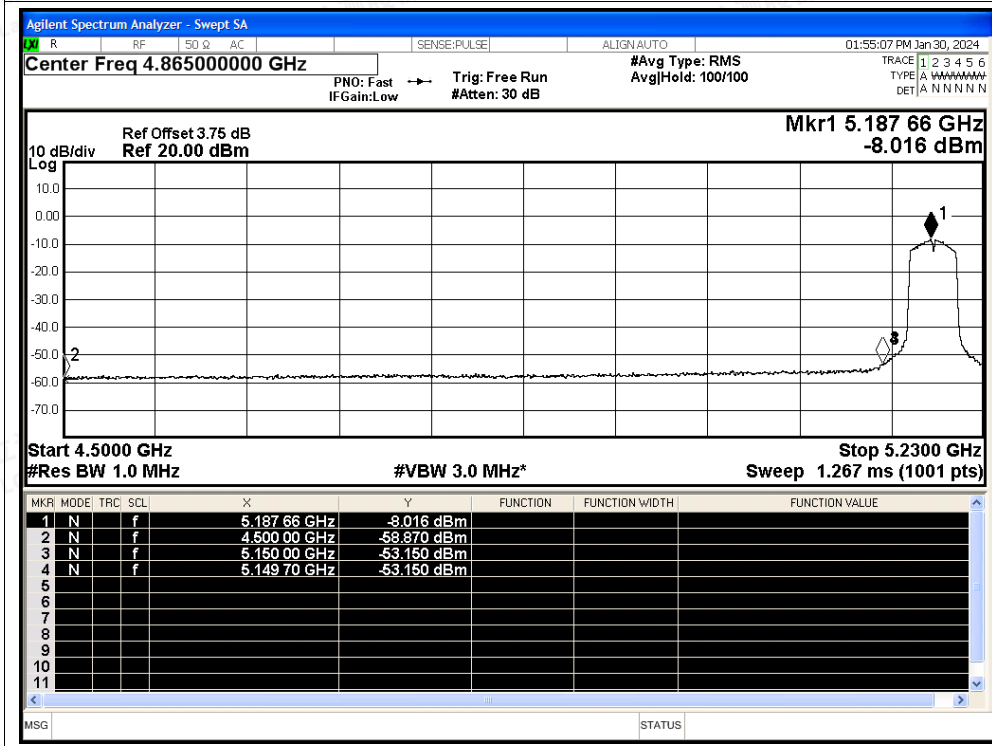 Agilent Spectrum Analyzer - Swept SA
LXI R RF 50 Ω AC SENSE:PULSE ALIGN AUTO 01:55:07 PM Jan 30, 2024
Center Freq 4.865000000 GHz #Avg Type: RMS TRACE 1 2 3 4 5 6
PNO: Fast Trig: Free Run Avg|Hold: 100/100 TYPE A WWWWW
IFGain:Low #Atten: 30 dB DET A N N N N N
Mkr1 5.187 66 GHz
Ref Offset 3.75 dB
10 dB/div Ref 20.00 dBm -8.016 dBm
Log
10.0
0.00 1
-10.0
-20.0
-30.0
-40.0 3
-50.0 2
-60.0
-70.0
Start 4.5000 GHz Stop 5.2300 GHz
#Res BW 1.0 MHz #VBW 3.0 MHz* Sweep 1.267 ms (1001 pts)
MKR MODE TRC SCL X Y FUNCTION FUNCTION WIDTH FUNCTION VALUE
1 N f 5.187 66 GHz -8.016 dBm
2 N f 4.500 00 GHz -58.870 dBm
3 N f 5.150 00 GHz -53.150 dBm
4 N f 5.149 70 GHz -53.150 dBm
5
6
7
8
9
10
11
MSG STATUS